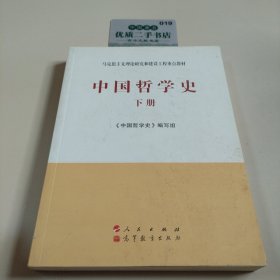 019
优质二手书店
马克思主义理论研究和建设工程重点教材
中国哲学史
下册
《中国哲学史》编写组
人民出版社
高等教育出版社